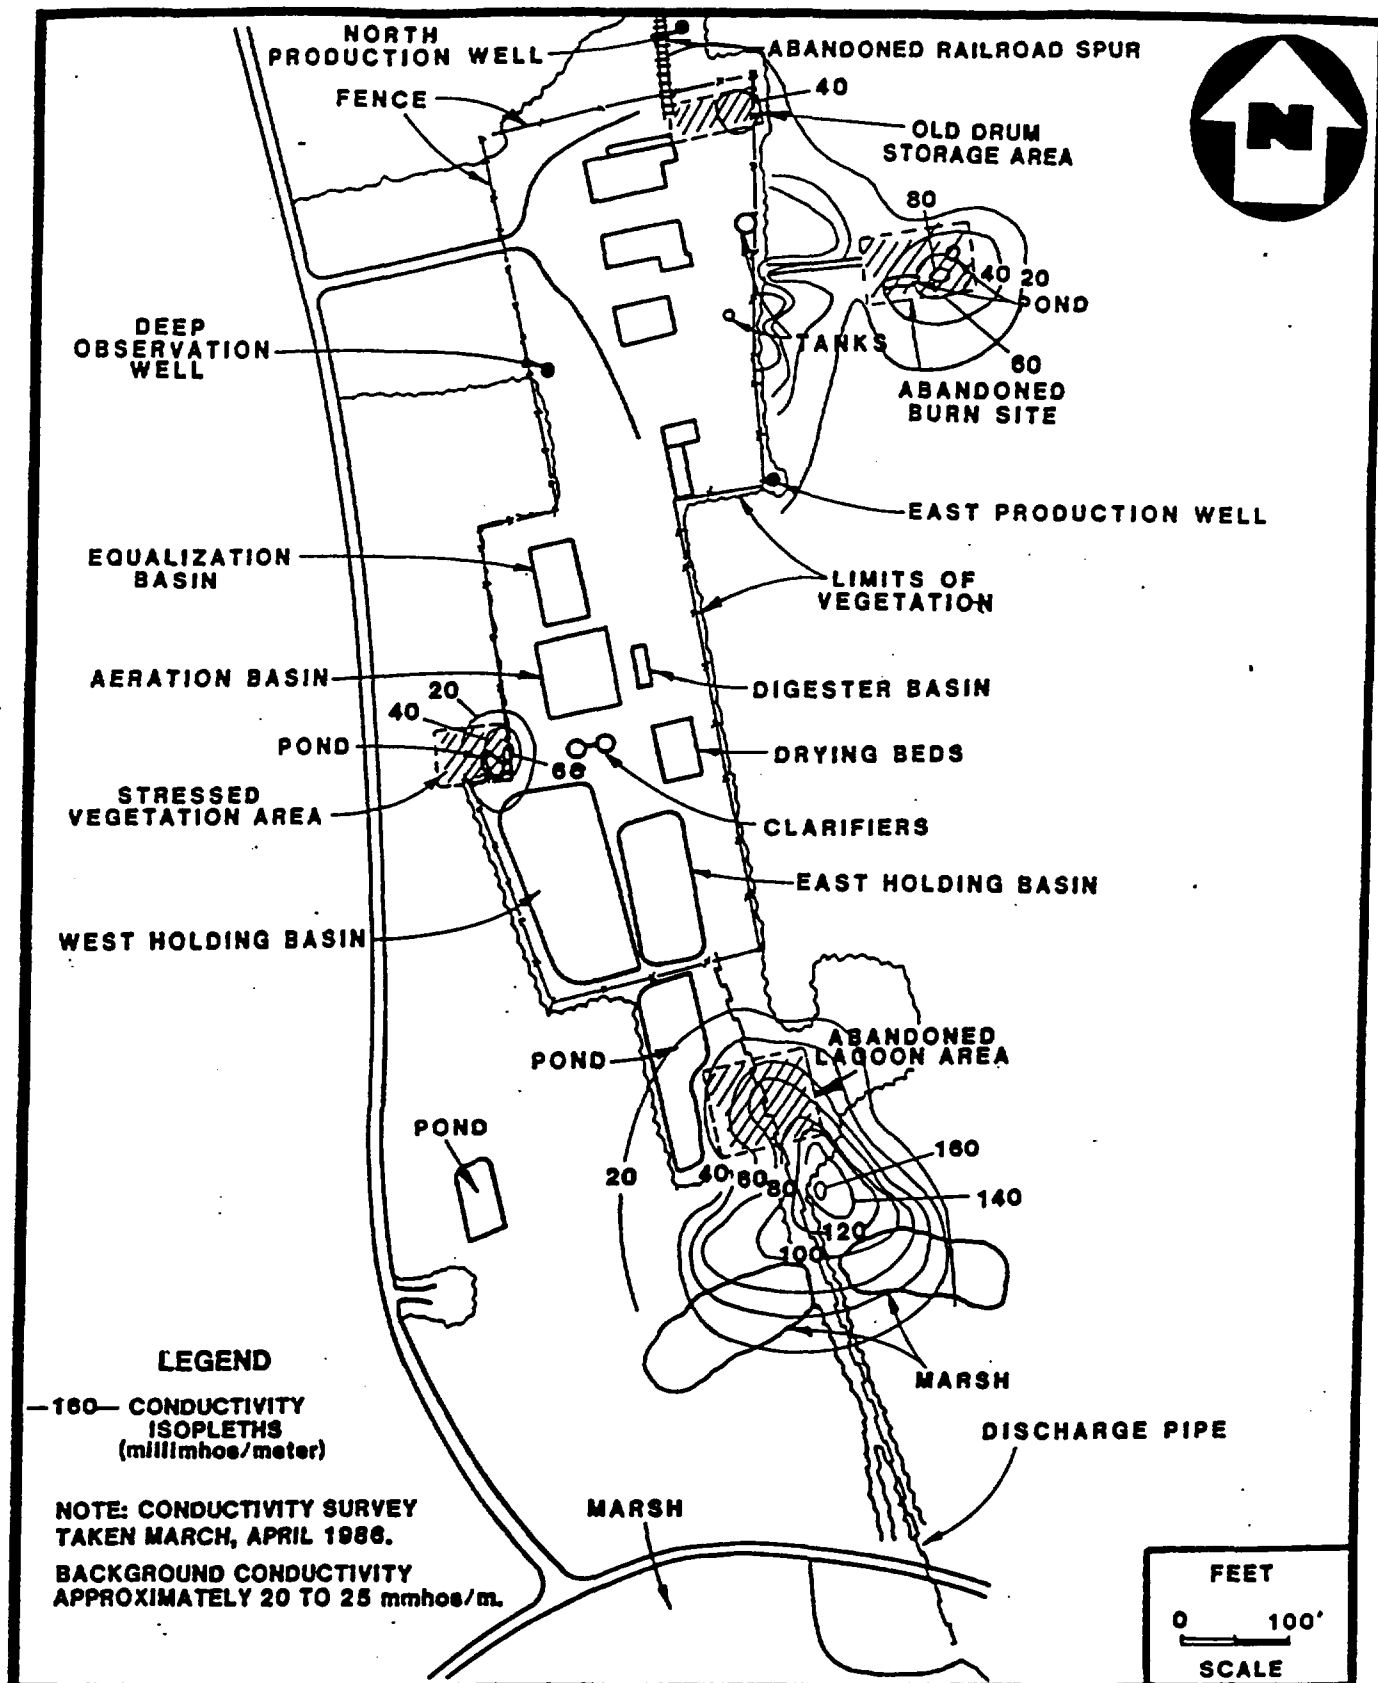 NORTH
PRODUCTION WELL
ABANDONED RAILROAD SPUR
FENCE
40
N
OLD DRUM
STORAGE AREA
80
40 20
POND
DEEP
OBSERVATION
WELL
TANKS
60
ABANDONED
BURN SITE
EAST PRODUCTION WELL
EQUALIZATION
BASIN
LIMITS OF
VEGETATION
AERATION BASIN
20
DIGESTER BASIN
40
POND
66
DRYING BEDS
STRESSED
VEGETATION AREA
CLARIFIERS
EAST HOLDING BASIN
WEST HOLDING BASIN
ABANDONED
LAGOON AREA
POND
POND
160
20
40
60
80
140
120
100
LEGEND
MARSH
—160— CONDUCTIVITY
ISOPLETHS
(millimhos/meter)
DISCHARGE PIPE
NOTE: CONDUCTIVITY SURVEY
TAKEN MARCH, APRIL 1986.
MARSH
BACKGROUND CONDUCTIVITY
APPROXIMATELY 20 TO 25 mmhos/m.
FEET
0 100'
SCALE